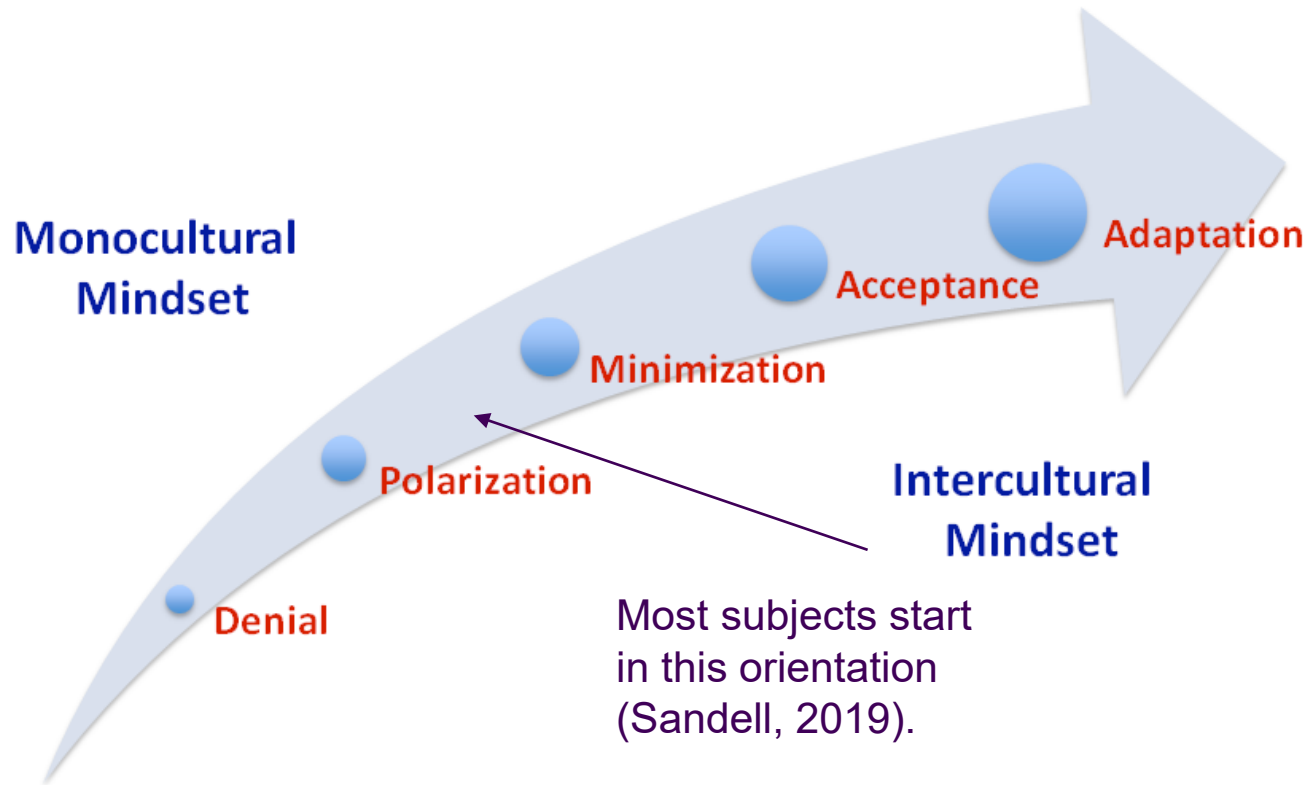 Monocultural
Mindset
Adaptation
Acceptance
Minimization
Polarization
Denial
Intercultural
Mindset
Most subjects start
in this orientation
(Sandell, 2019).